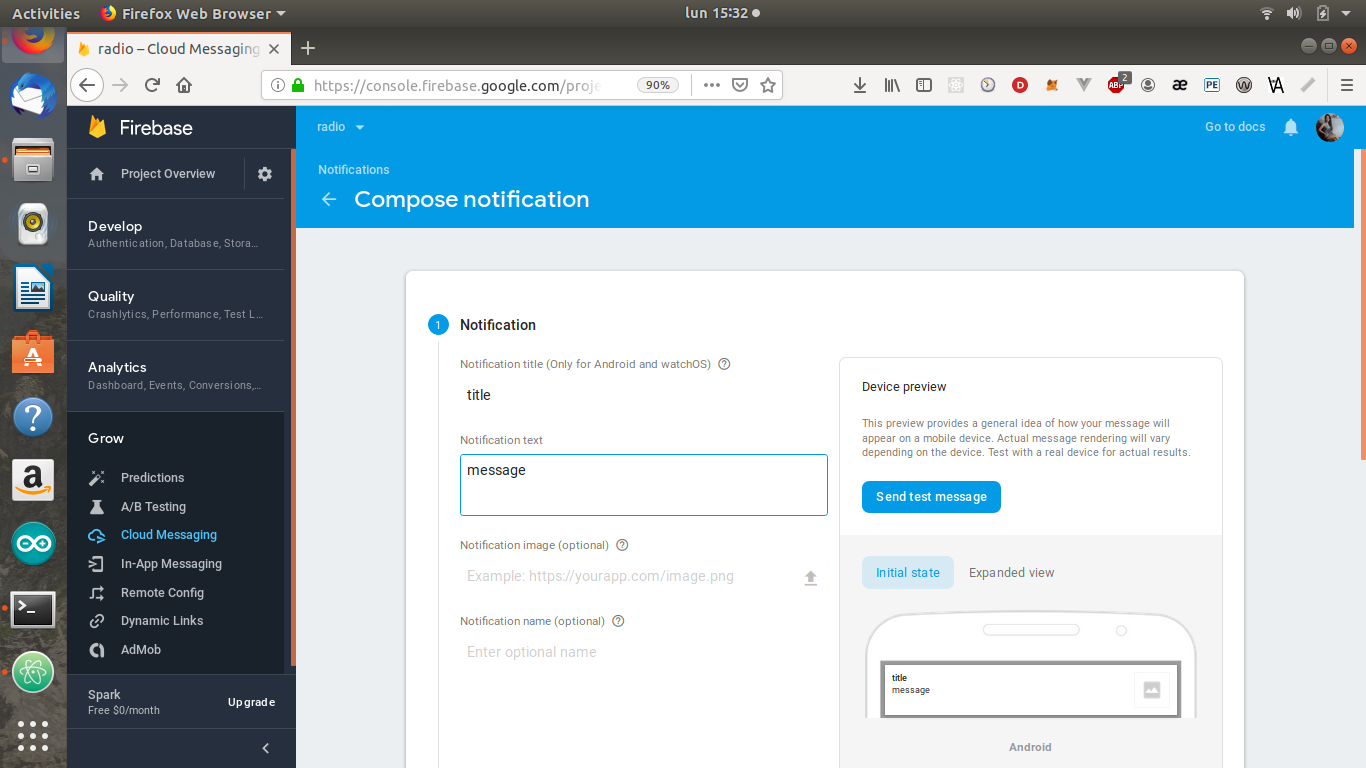 Activities
Firefox Web Browser
lun 15:32
radio – Cloud Messaging
https://console.firebase.google.com/proje
90%
2
D
ABP
æ
PE
W
Firebase
radio
Go to docs
Project Overview
Notifications
Compose notification
Develop
Authentication, Database, Stora…
Quality
Crashlytics, Performance, Test L…
Analytics
Dashboard, Events, Conversions,…
Grow
Predictions
A/B Testing
Cloud Messaging
In-App Messaging
Remote Config
Dynamic Links
AdMob
Spark
Free $0/month
Upgrade
1
Notification
Notification title (Only for Android and watchOS)
title
Notification text
message
Notification image (optional)
Example: https://yourapp.com/image.png
Notification name (optional)
Enter optional name
Device preview
This preview provides a general idea of how your message will
appear on a mobile device. Actual message rendering will vary
depending on the device. Test with a real device for actual results.
Send test message
Initial state
Expanded view
title
message
Android